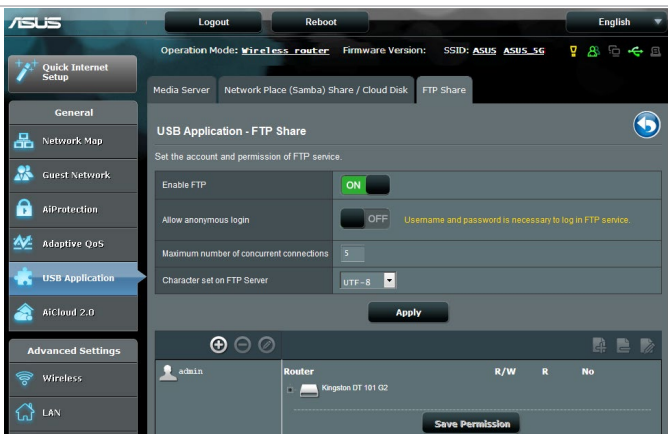 ASUS
Logout
Reboot
English
Operation Mode: Wireless router Firmware Version: SSID: ASUS ASUS_5G
Quick Internet
Setup
General
Network Map
Guest Network
AiProtection
Adaptive QoS
USB Application
AiCloud 2.0
Advanced Settings
Wireless
LAN
Media Server
Network Place (Samba) Share / Cloud Disk
FTP Share
USB Application - FTP Share
Set the account and permission of FTP service.
Enable FTP
ON
Allow anonymous login
OFF
Username and password is necessary to log in FTP service.
Maximum number of concurrent connections
5
Character set on FTP Server
UTF-8
Apply
admin
Router
R/W
R
No
Kingston DT 101 G2
Save Permission